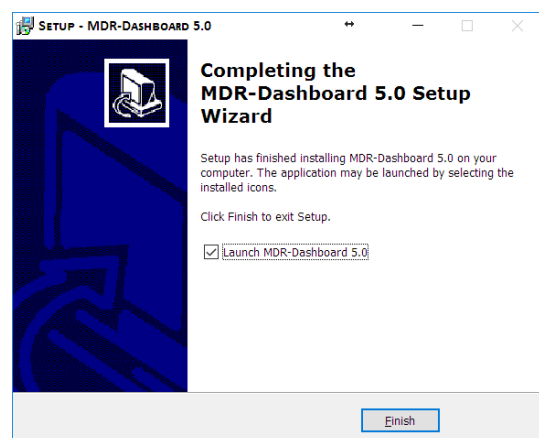 SETUP - MDR-DASHBOARD 5.0
Completing the
MDR-Dashboard 5.0 Setup
Wizard
Setup has finished installing MDR-Dashboard 5.0 on your
computer. The application may be launched by selecting the
installed icons.
Click Finish to exit Setup.
Launch MDR-Dashboard 5.0
Finish